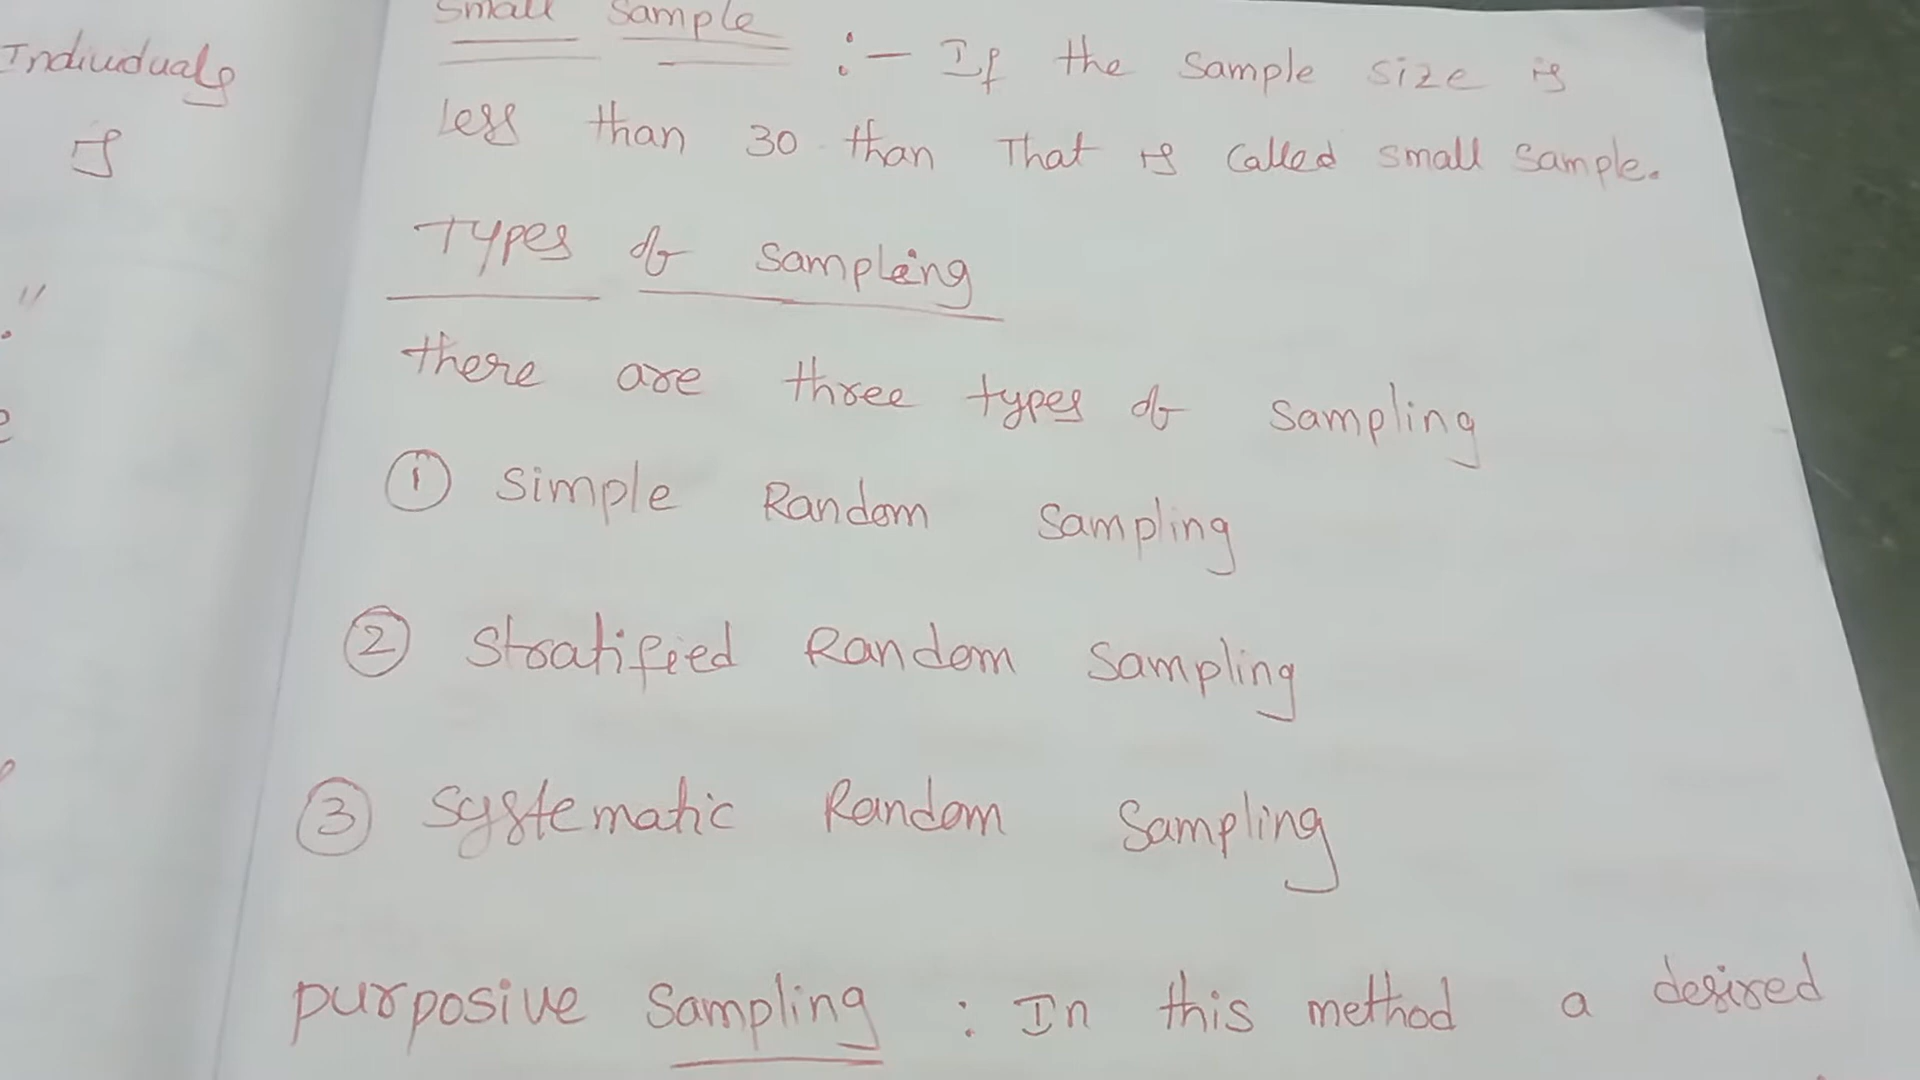 Individuals
is
small sample :- If the sample size is
less than 30 than That is called small sample.
Types of sampling
there are three types of sampling
① Simple Random Sampling
② Stratified Random Sampling
③ Systematic Random Sampling
purposive Sampling : In this method a desired